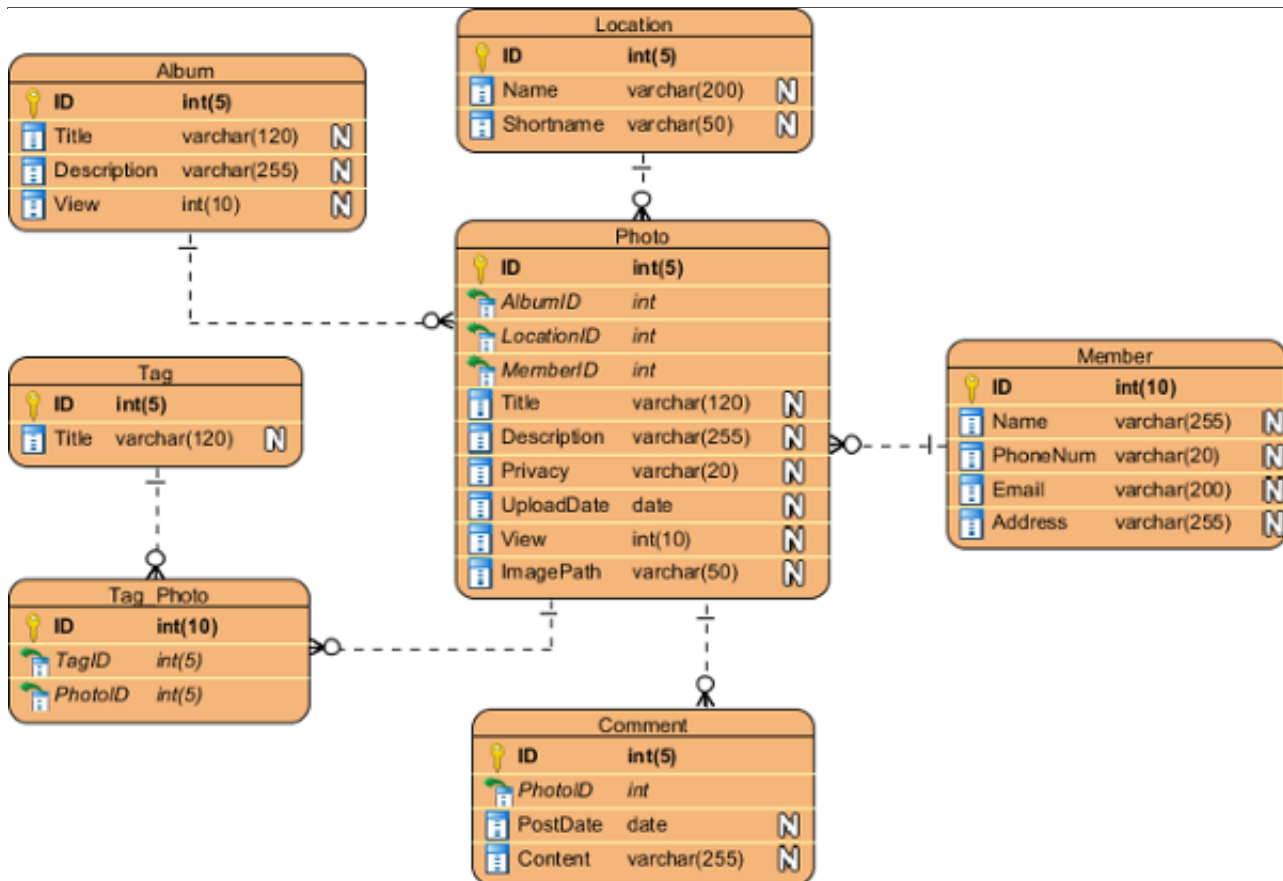 Location
ID int(5)
Name varchar(200) N
Shortname varchar(50) N
Album
ID int(5)
Title varchar(120) N
Description varchar(255) N
View int(10) N
Photo
ID int(5)
AlbumID int
LocationID int
MemberID int
Title varchar(120) N
Description varchar(255) N
Privacy varchar(20) N
UploadDate date N
View int(10) N
ImagePath varchar(50) N
Member
ID int(10)
Name varchar(255) N
PhoneNum varchar(20) N
Email varchar(200) N
Address varchar(255) N
Tag
ID int(5)
Title varchar(120) N
Tag_Photo
ID int(10)
TagID int(5)
PhotoID int(5)
Comment
ID int(5)
PhotoID int
PostDate date N
Content varchar(255) N